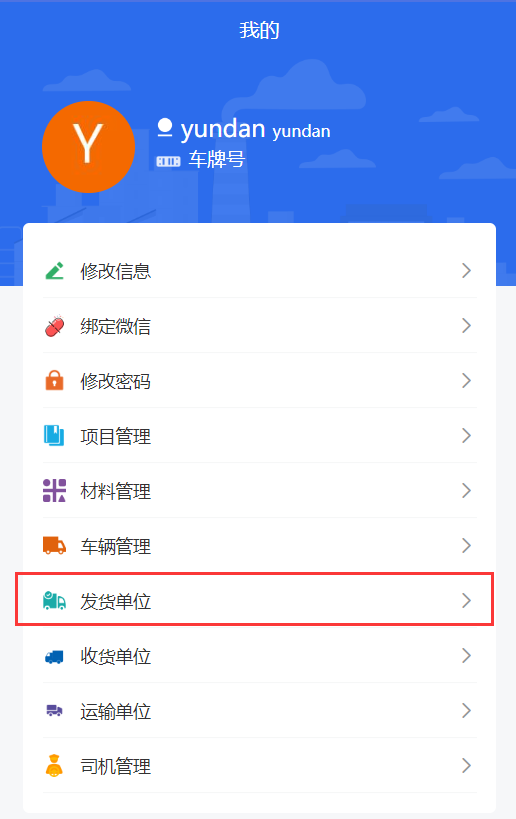 我的
Y
yundan yundan
车牌号
修改信息
绑定微信
修改密码
项目管理
材料管理
车辆管理
发货单位
收货单位
运输单位
司机管理